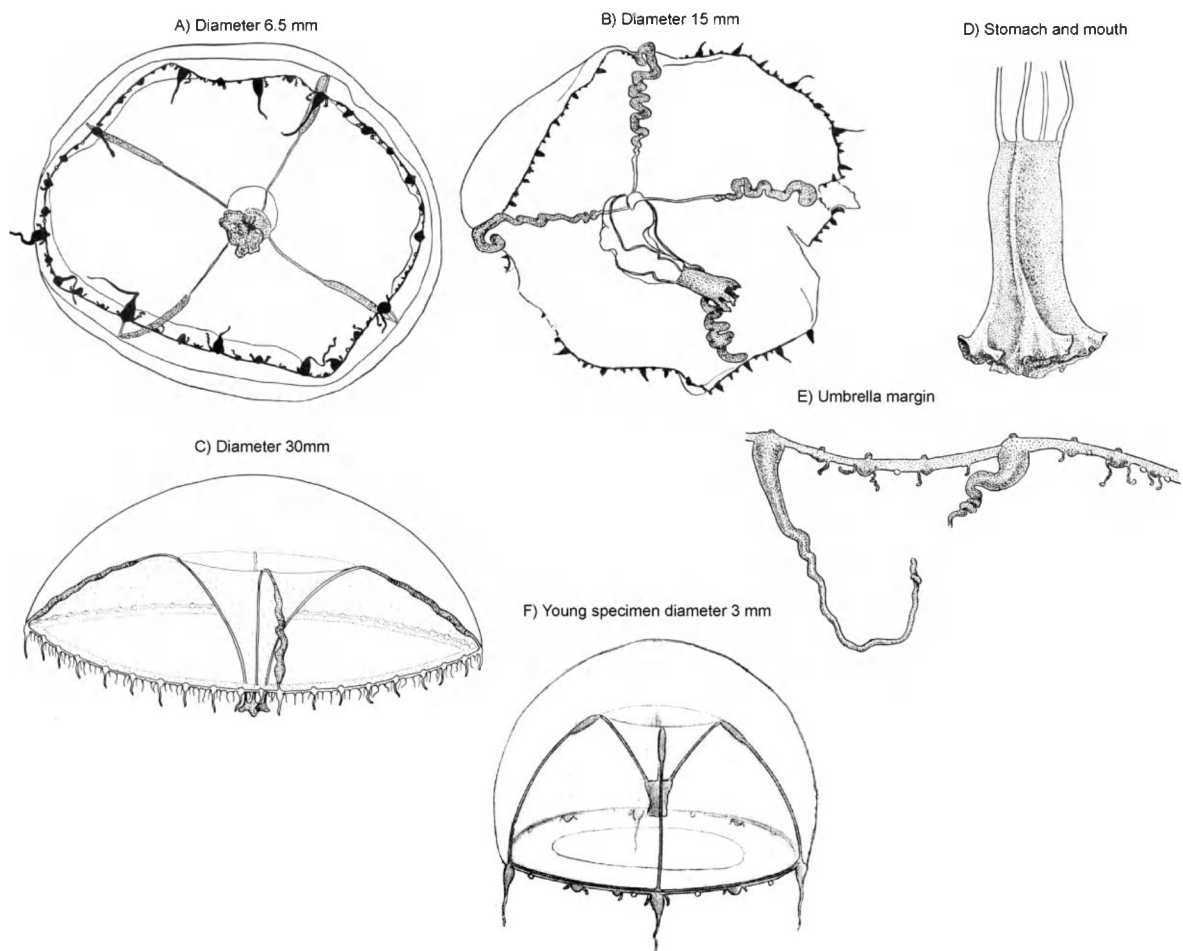 A) Diameter 6.5 mm
B) Diameter 15 mm
D) Stomach and mouth
E) Umbrella margin
C) Diameter 30mm
F) Young specimen diameter 3 mm